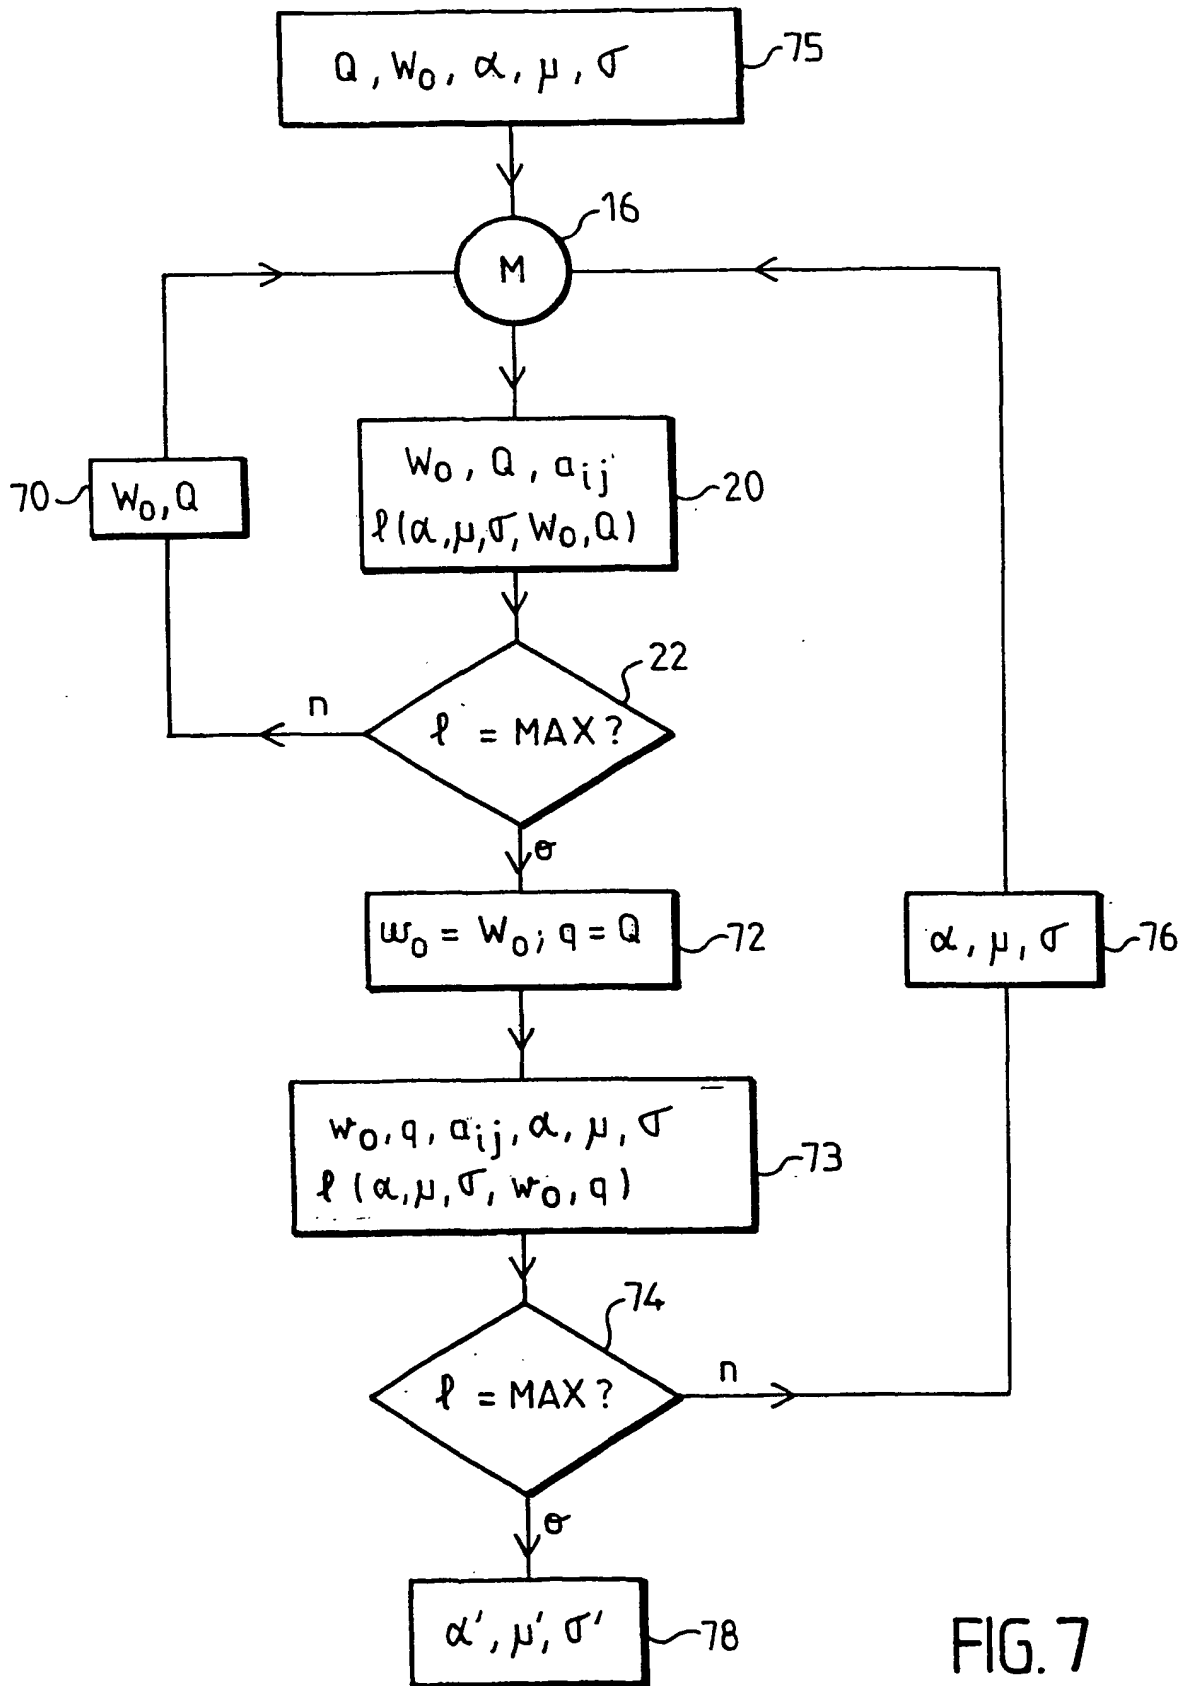 Q, W₀, α, μ, σ
75
16
M
W₀, Q, aᵢⱼ
ℓ(α, μ, σ, W₀, Q)
20
70
W₀, Q
22
n
ℓ = MAX?
o
w₀ = W₀; q = Q
72
α, μ, σ
76
w₀, q, aᵢⱼ, α, μ, σ
ℓ(α, μ, σ, w₀, q)
73
74
n
ℓ = MAX?
o
α', μ', σ'
78
FIG. 7